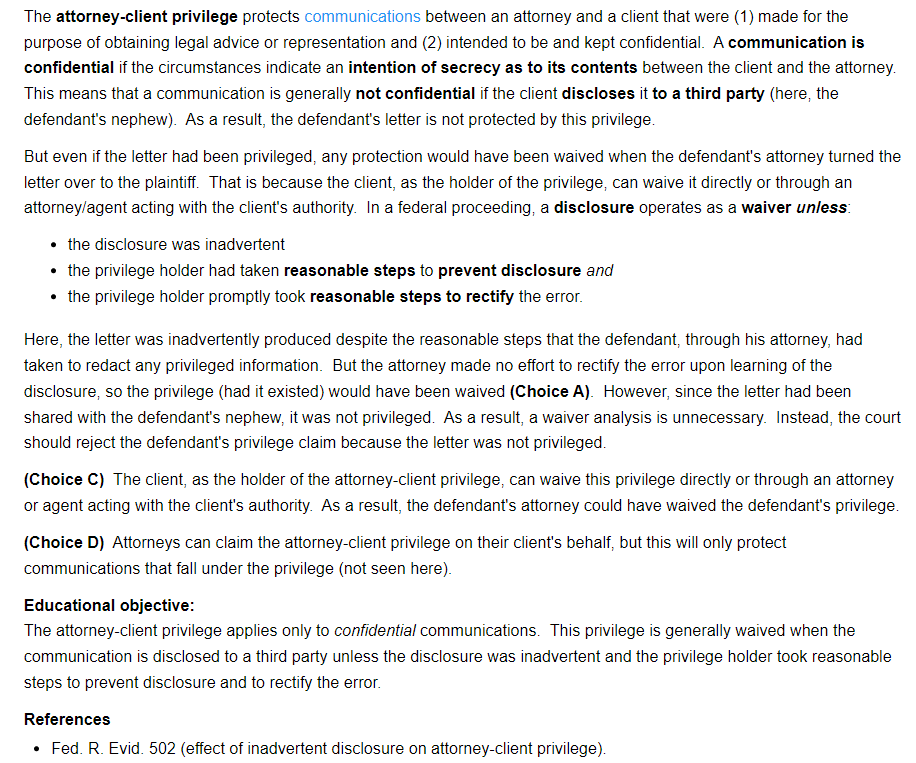 The attorney-client privilege protects communications between an attorney and a client that were (1) made for the
purpose of obtaining legal advice or representation and (2) intended to be and kept confidential.  A communication is
confidential if the circumstances indicate an intention of secrecy as to its contents between the client and the attorney.
This means that a communication is generally not confidential if the client discloses it to a third party (here, the
defendant's nephew).  As a result, the defendant's letter is not protected by this privilege.
But even if the letter had been privileged, any protection would have been waived when the defendant's attorney turned the
letter over to the plaintiff.  That is because the client, as the holder of the privilege, can waive it directly or through an
attorney/agent acting with the client's authority.  In a federal proceeding, a disclosure operates as a waiver unless:
• the disclosure was inadvertent
• the privilege holder had taken reasonable steps to prevent disclosure and
• the privilege holder promptly took reasonable steps to rectify the error.
Here, the letter was inadvertently produced despite the reasonable steps that the defendant, through his attorney, had
taken to redact any privileged information.  But the attorney made no effort to rectify the error upon learning of the
disclosure, so the privilege (had it existed) would have been waived (Choice A).  However, since the letter had been
shared with the defendant's nephew, it was not privileged.  As a result, a waiver analysis is unnecessary.  Instead, the court
should reject the defendant's privilege claim because the letter was not privileged.
(Choice C)  The client, as the holder of the attorney-client privilege, can waive this privilege directly or through an attorney
or agent acting with the client's authority.  As a result, the defendant's attorney could have waived the defendant's privilege.
(Choice D)  Attorneys can claim the attorney-client privilege on their client's behalf, but this will only protect
communications that fall under the privilege (not seen here).
Educational objective:
The attorney-client privilege applies only to confidential communications.  This privilege is generally waived when the
communication is disclosed to a third party unless the disclosure was inadvertent and the privilege holder took reasonable
steps to prevent disclosure and to rectify the error.
References
• Fed. R. Evid. 502 (effect of inadvertent disclosure on attorney-client privilege).